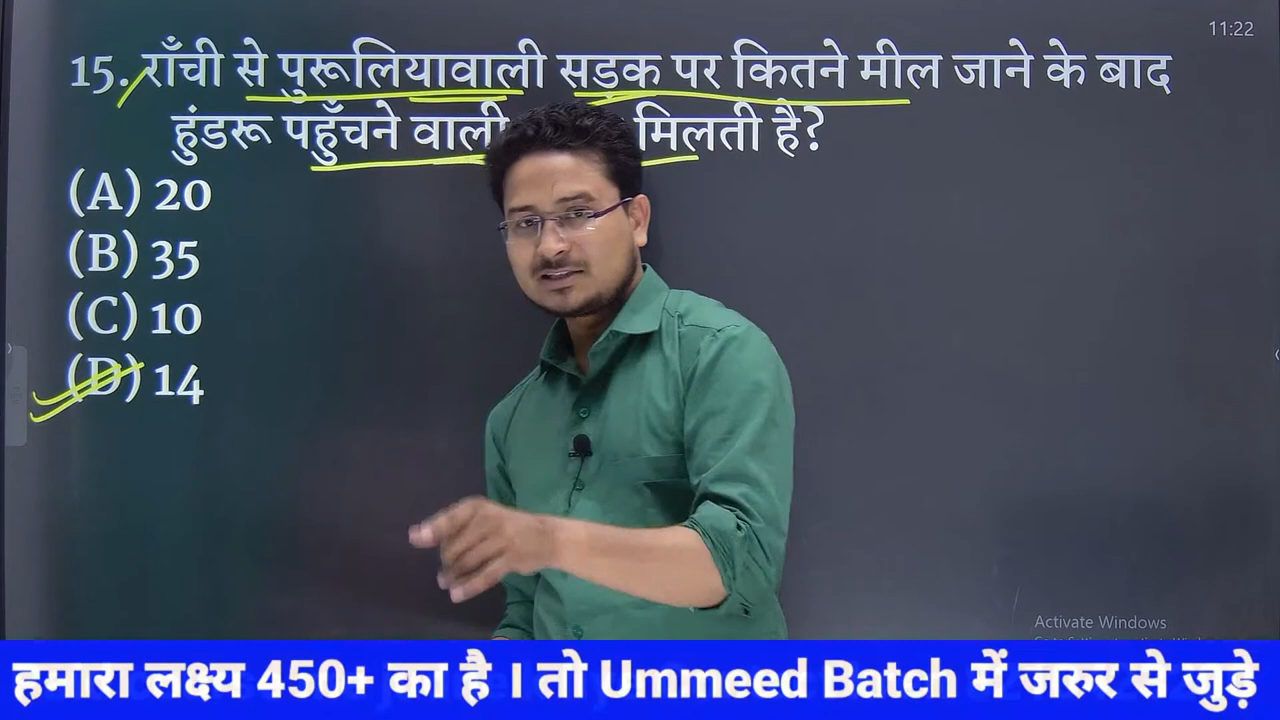 11:22
15. राँची से पुरूलियावाली सड़क पर कितने मील जाने के बाद
हुंडरू पहुँचने वाली मिलती है?
(A) 20
(B) 35
(C) 10
(D) 14
Activate Windows
हमारा लक्ष्य 450+ का है । तो Ummeed Batch में जरुर से जुड़े